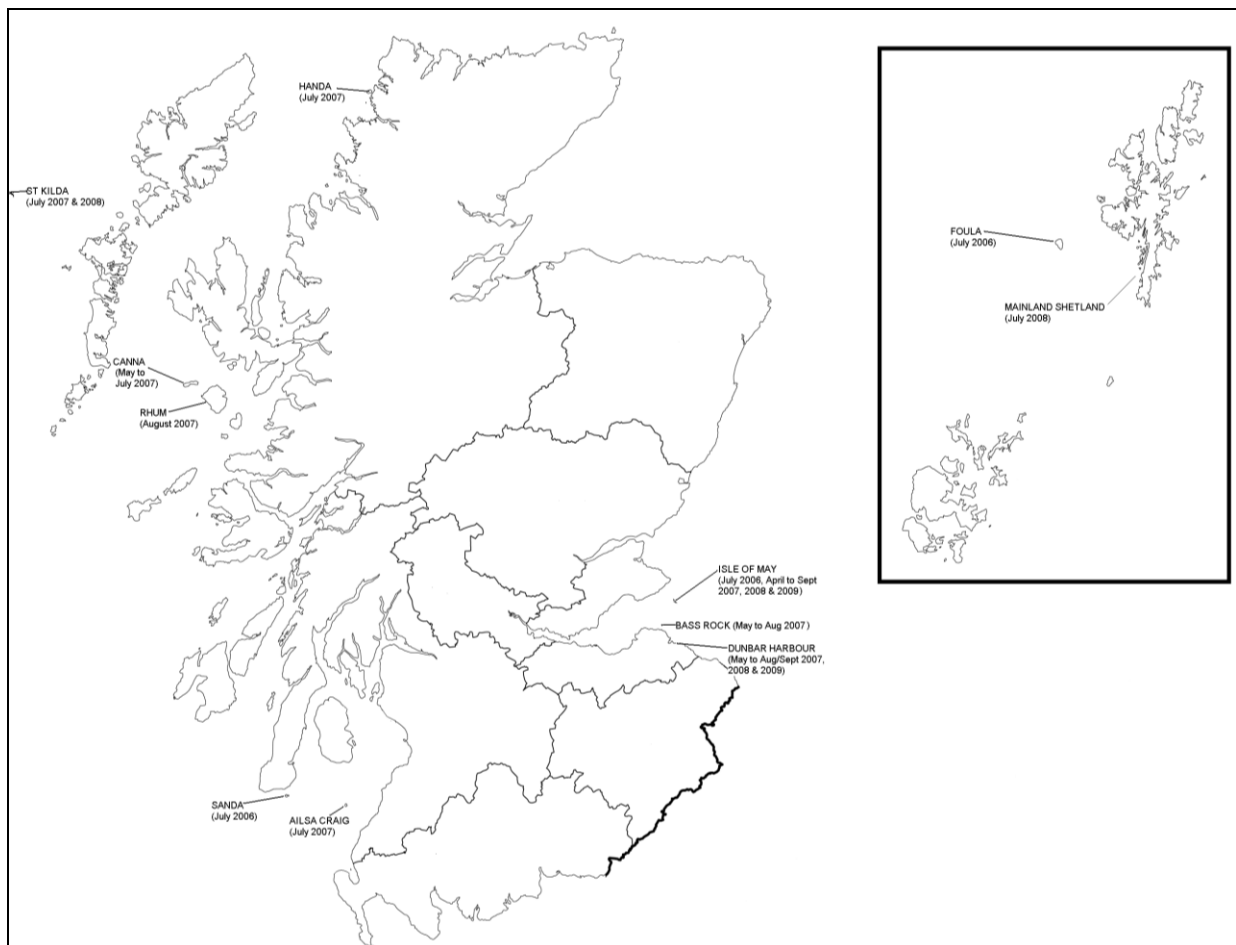 HANDA
(July 2007)
ST KILDA
(July 2007 & 2008)
FOULA
(July 2006)
MAINLAND SHETLAND
(July 2008)
CANNA
(May to
July 2007)
RHUM
(August 2007)
ISLE OF MAY
(July 2006, April to Sept
2007, 2008 & 2009)
BASS ROCK (May to Aug 2007)
DUNBAR HARBOUR
(May to Aug/Sept 2007,
2008 & 2009)
SANDA
(July 2006)
AILSA CRAIG
(July 2007)